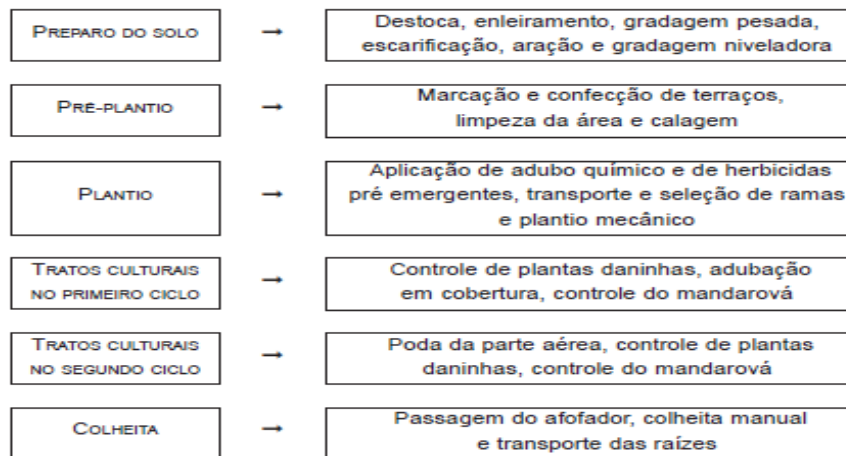 PREPARO DO SOLO → Destoca, enleiramento, gradagem pesada,
escarificação, aração e gradagem niveladora
PRÉ-PLANTIO → Marcação e confecção de terraços,
limpeza da área e calagem
PLANTIO → Aplicação de adubo químico e de herbicidas
pré emergentes, transporte e seleção de ramas
e plantio mecânico
TRATOS CULTURAIS
NO PRIMEIRO CICLO → Controle de plantas daninhas, adubação
em cobertura, controle do mandarová
TRATOS CULTURAIS
NO SEGUNDO CICLO → Poda da parte aérea, controle de plantas
daninhas, controle do mandarová
COLHEITA → Passagem do afofador, colheita manual
e transporte das raízes